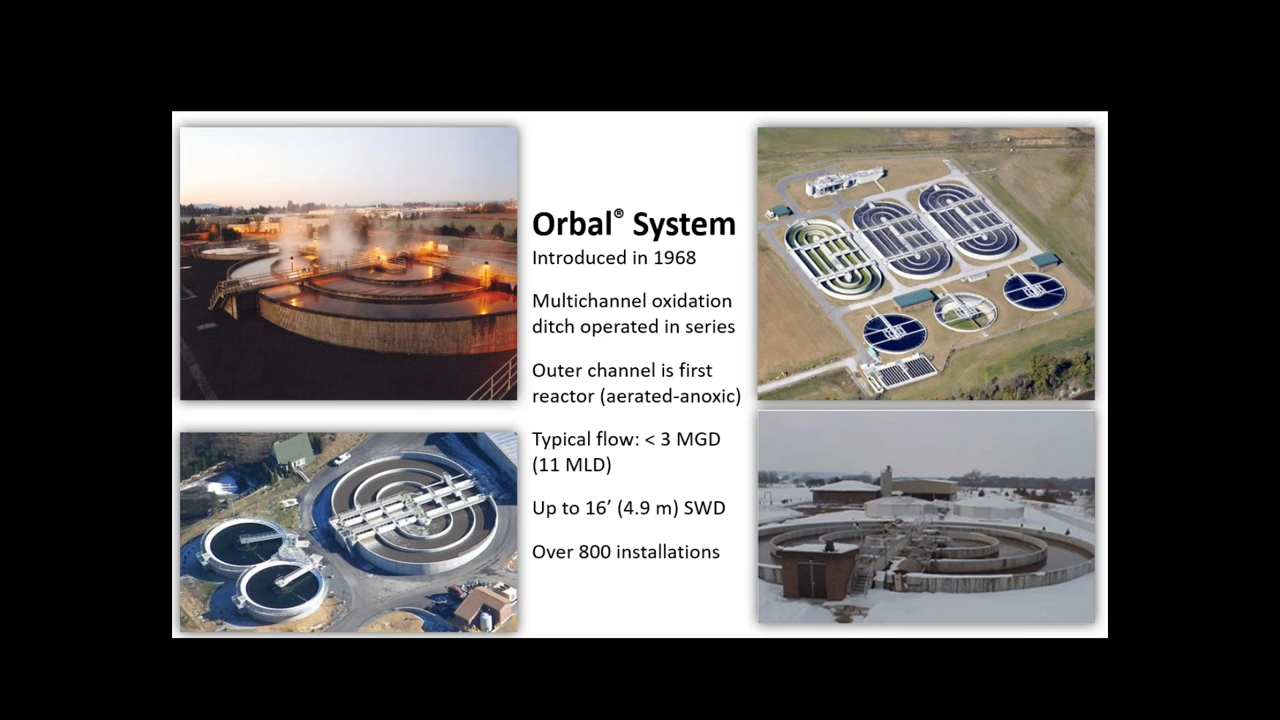 Orbal® System
Introduced in 1968
Multichannel oxidation
ditch operated in series
Outer channel is first
reactor (aerated-anoxic)
Typical flow: < 3 MGD
(11 MLD)
Up to 16’ (4.9 m) SWD
Over 800 installations